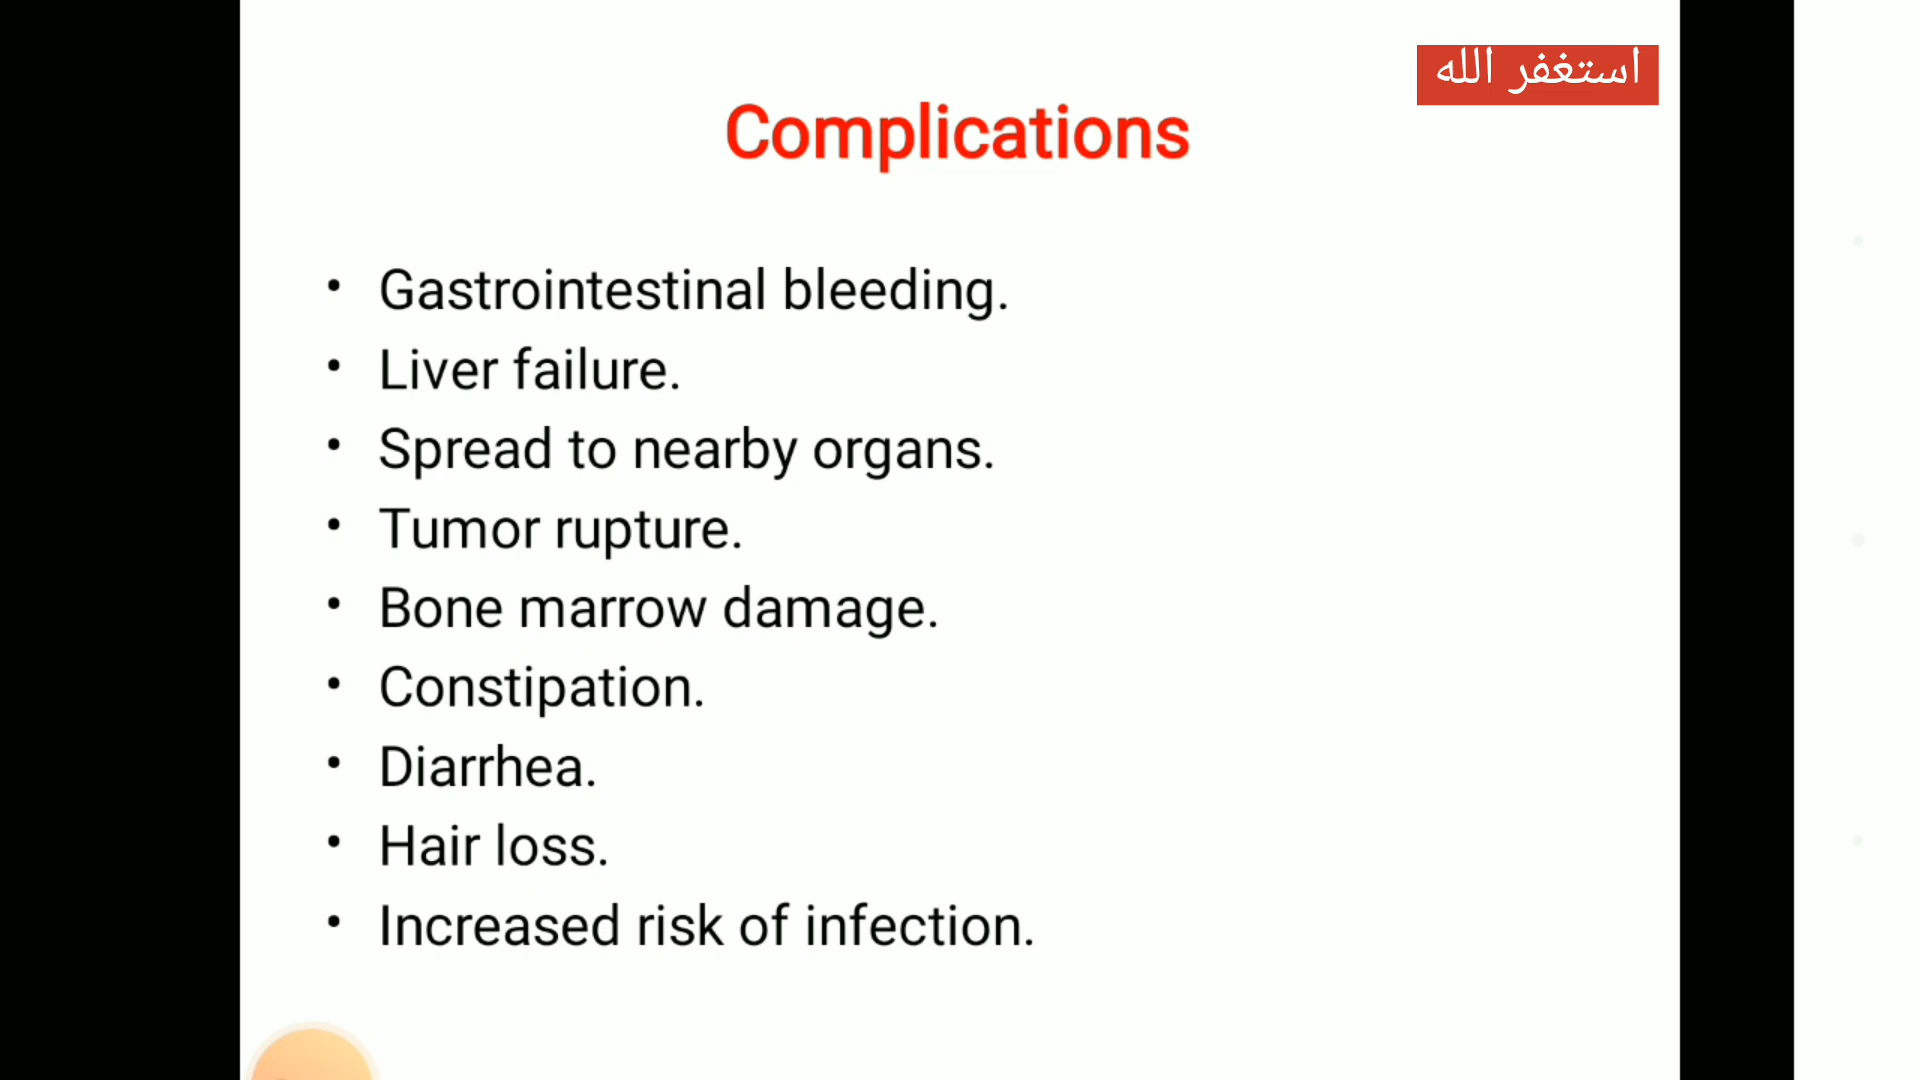 استغفر الله
Complications
• Gastrointestinal bleeding.
• Liver failure.
• Spread to nearby organs.
• Tumor rupture.
• Bone marrow damage.
• Constipation.
• Diarrhea.
• Hair loss.
• Increased risk of infection.